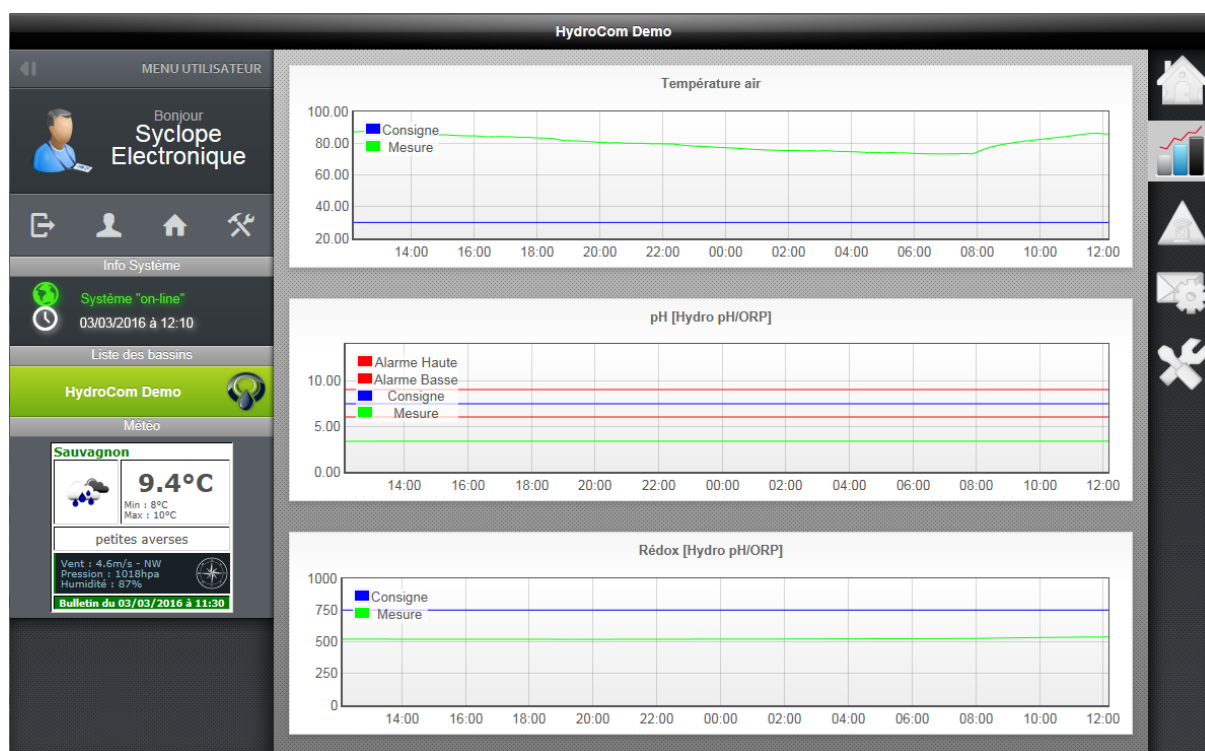 HydroCom Demo
MENU UTILISATEUR
Bonjour
Syclope
Electronique
Info Système
Système "on-line"
03/03/2016 à 12:10
Liste des bassins
HydroCom Demo
Météo
Sauvagnon
9.4°C
Min : 8°C
Max : 10°C
petites averses
Vent : 4.6m/s - NW
Pression : 1018hpa
Humidité : 87%
Bulletin du 03/03/2016 à 11:30
Température air
100.00
80.00
60.00
40.00
20.00
Consigne
Mesure
14:00 16:00 18:00 20:00 22:00 00:00 02:00 04:00 06:00 08:00 10:00 12:00
pH [Hydro pH/ORP]
10.00
5.00
0.00
Alarme Haute
Alarme Basse
Consigne
Mesure
14:00 16:00 18:00 20:00 22:00 00:00 02:00 04:00 06:00 08:00 10:00 12:00
Rédox [Hydro pH/ORP]
1000
750
500
250
0
Consigne
Mesure
14:00 16:00 18:00 20:00 22:00 00:00 02:00 04:00 06:00 08:00 10:00 12:00